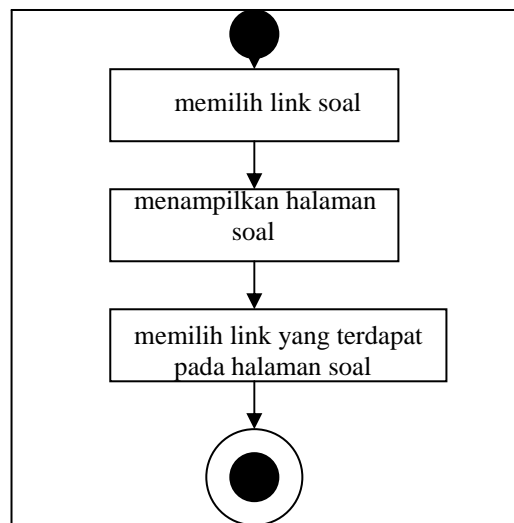 memilih link soal
menampilkan halaman
soal
memilih link yang terdapat
pada halaman soal